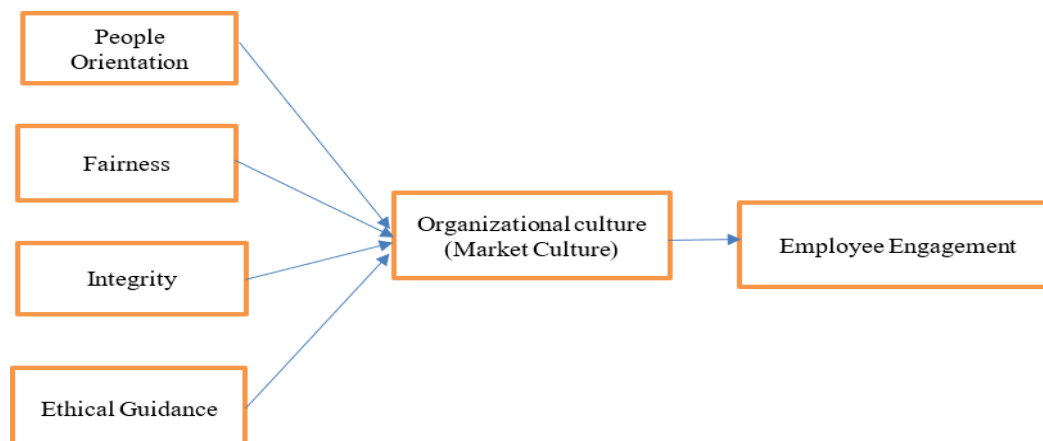 People
Orientation
Fairness
Integrity
Ethical Guidance
Organizational culture
(Market Culture)
Employee Engagement